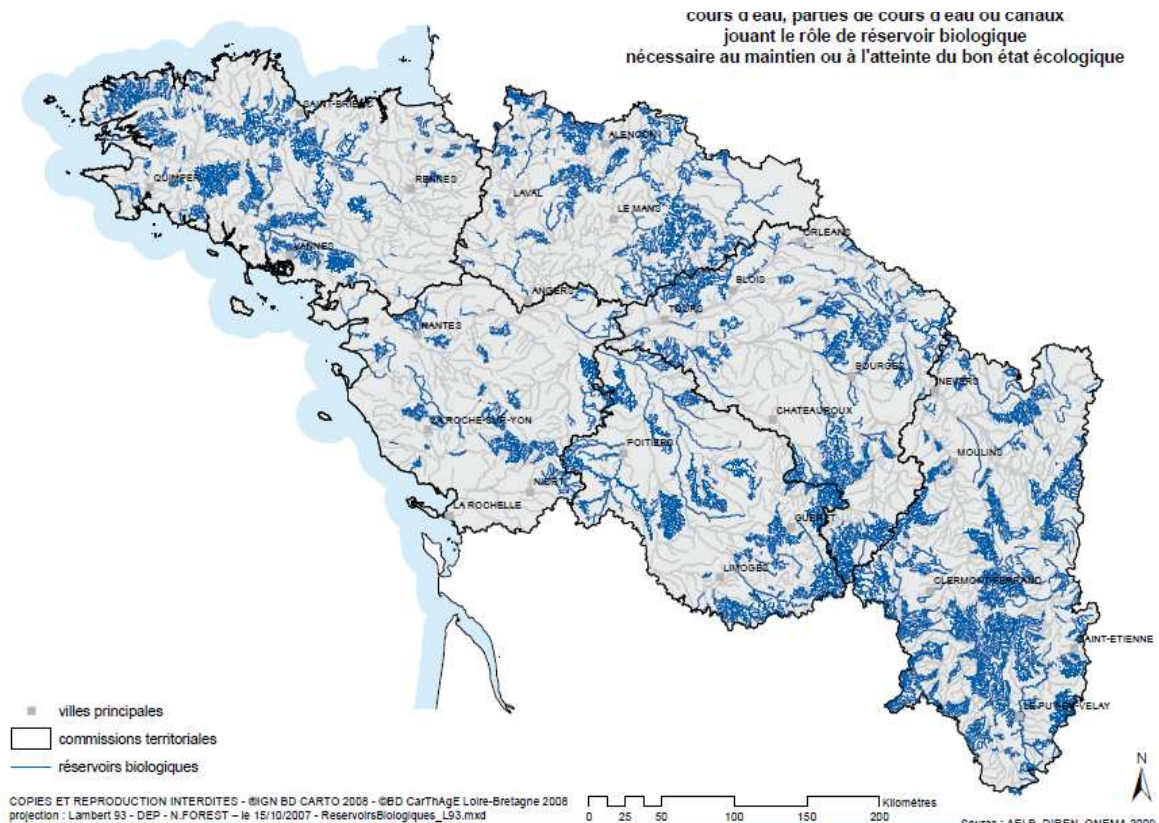 cours d'eau, parties de cours d'eau ou canaux
jouant le rôle de réservoir biologique
nécessaire au maintien ou à l'atteinte du bon état écologique
SAINT-BRIEUC
ALENCON
QUIMPER
RENNES
LAVAL
LE MANS
ORLEANS
VANNES
ANGERS
BLOIS
TOURS
NANTES
BOURGES
NEVERS
CHATEAUROUX
LA ROCHE-SUR-YON
POITIERS
MOULINS
NIORT
LA ROCHELLE
GUERET
LIMOGES
CLERMONT-FERRAND
SAINT-ETIENNE
LE PUY-EN-VELAY
villes principales
commissions territoriales
réservoirs biologiques
N
COPIES ET REPRODUCTION INTERDITES - ©IGN BD CARTO 2008 - ©BD CarThAgE Loire-Bretagne 2008
projection : Lambert 93 - DEP - N.FOREST – le 15/10/2007 - ReservoirsBiologiques_L93.mxd
Kilomètres
0 25 50 100 150 200
Source : AELB, DIREN, ONEMA 2009